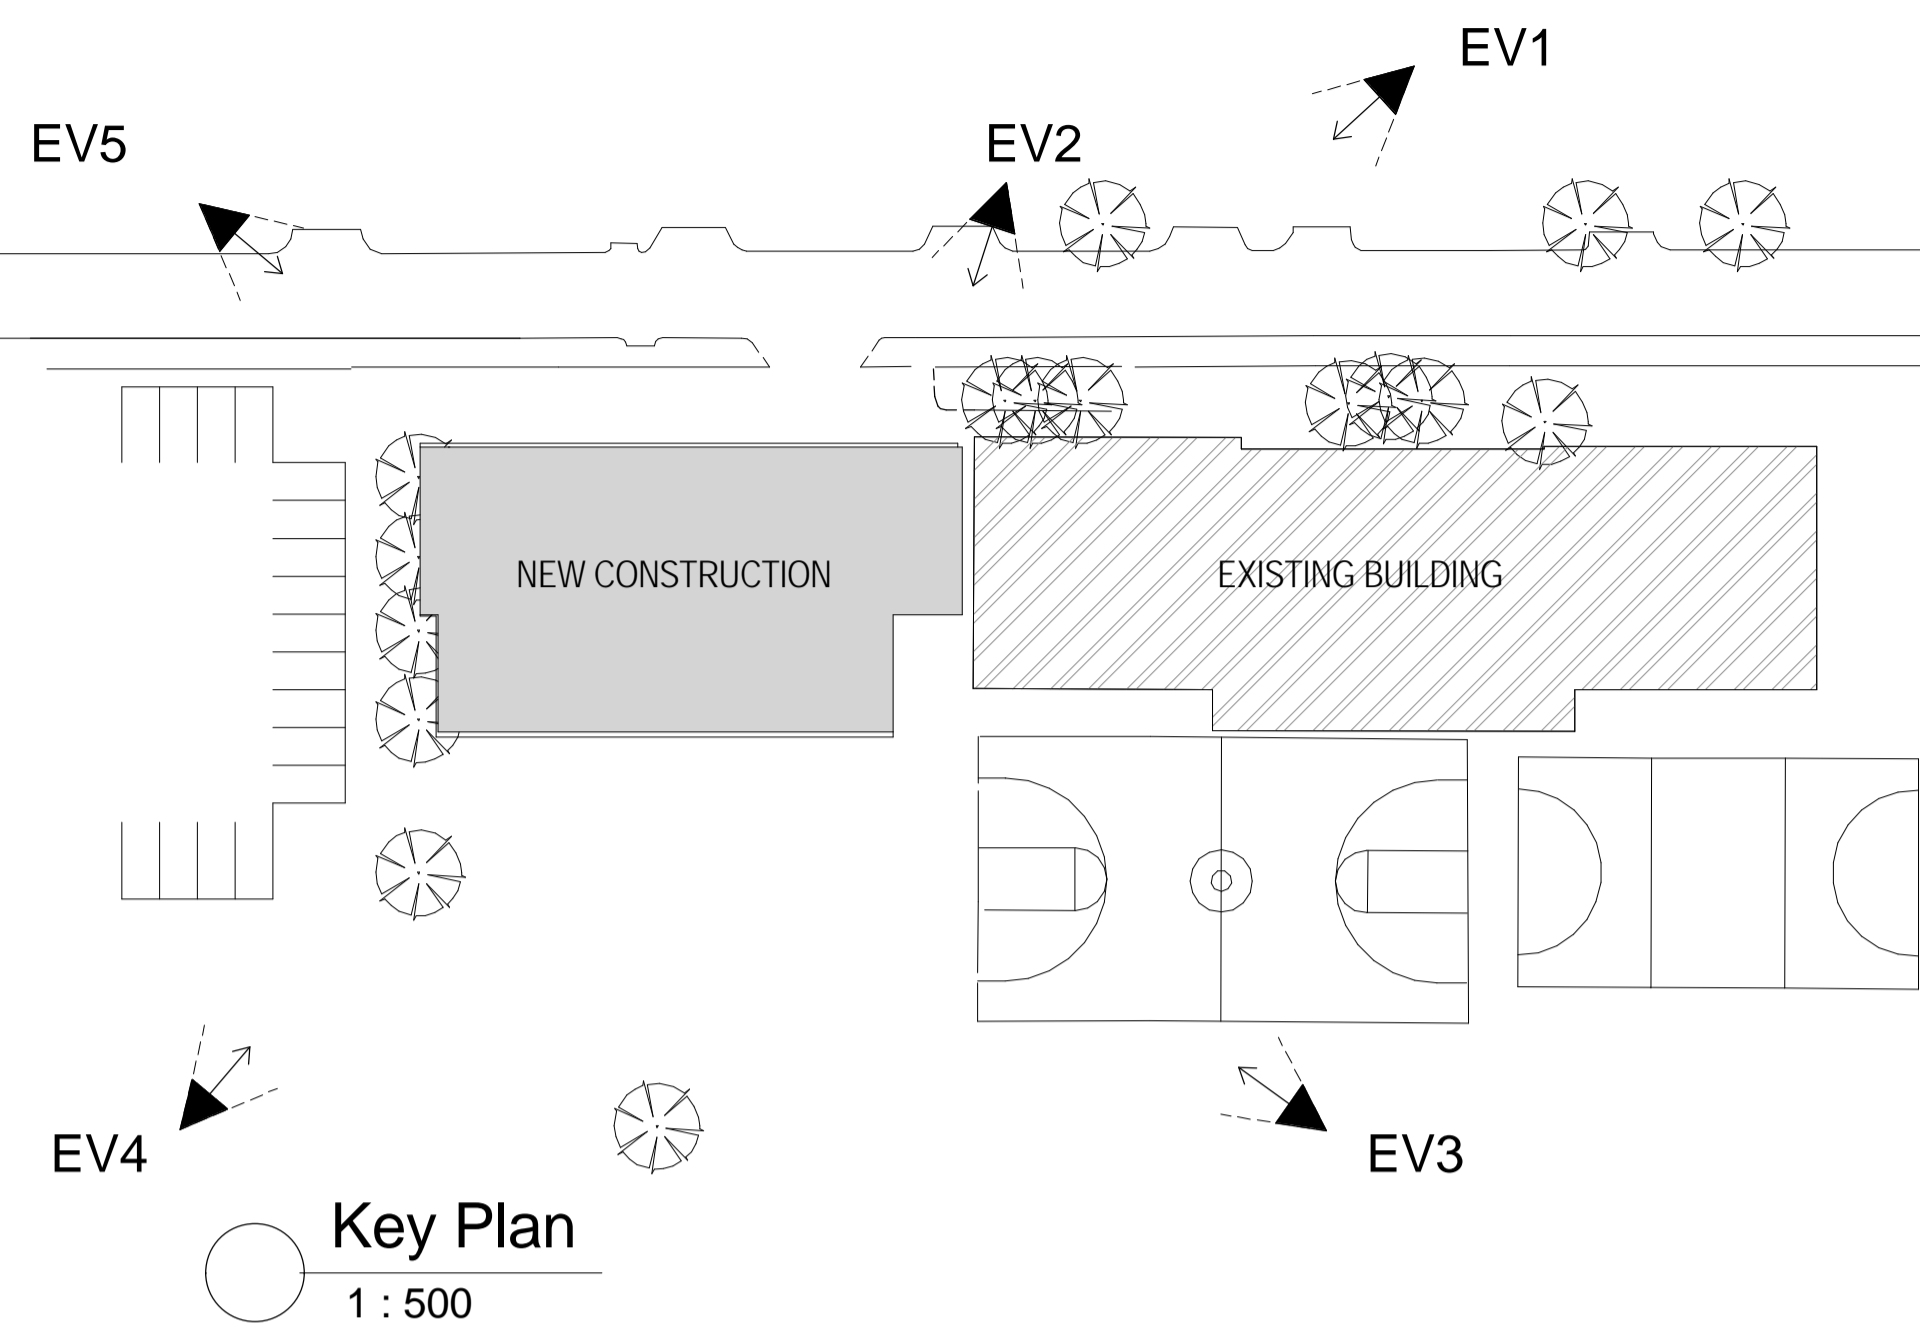 EV1
EV5
EV2
NEW CONSTRUCTION
EXISTING BUILDING
EV4
EV3
Key Plan
1 : 500